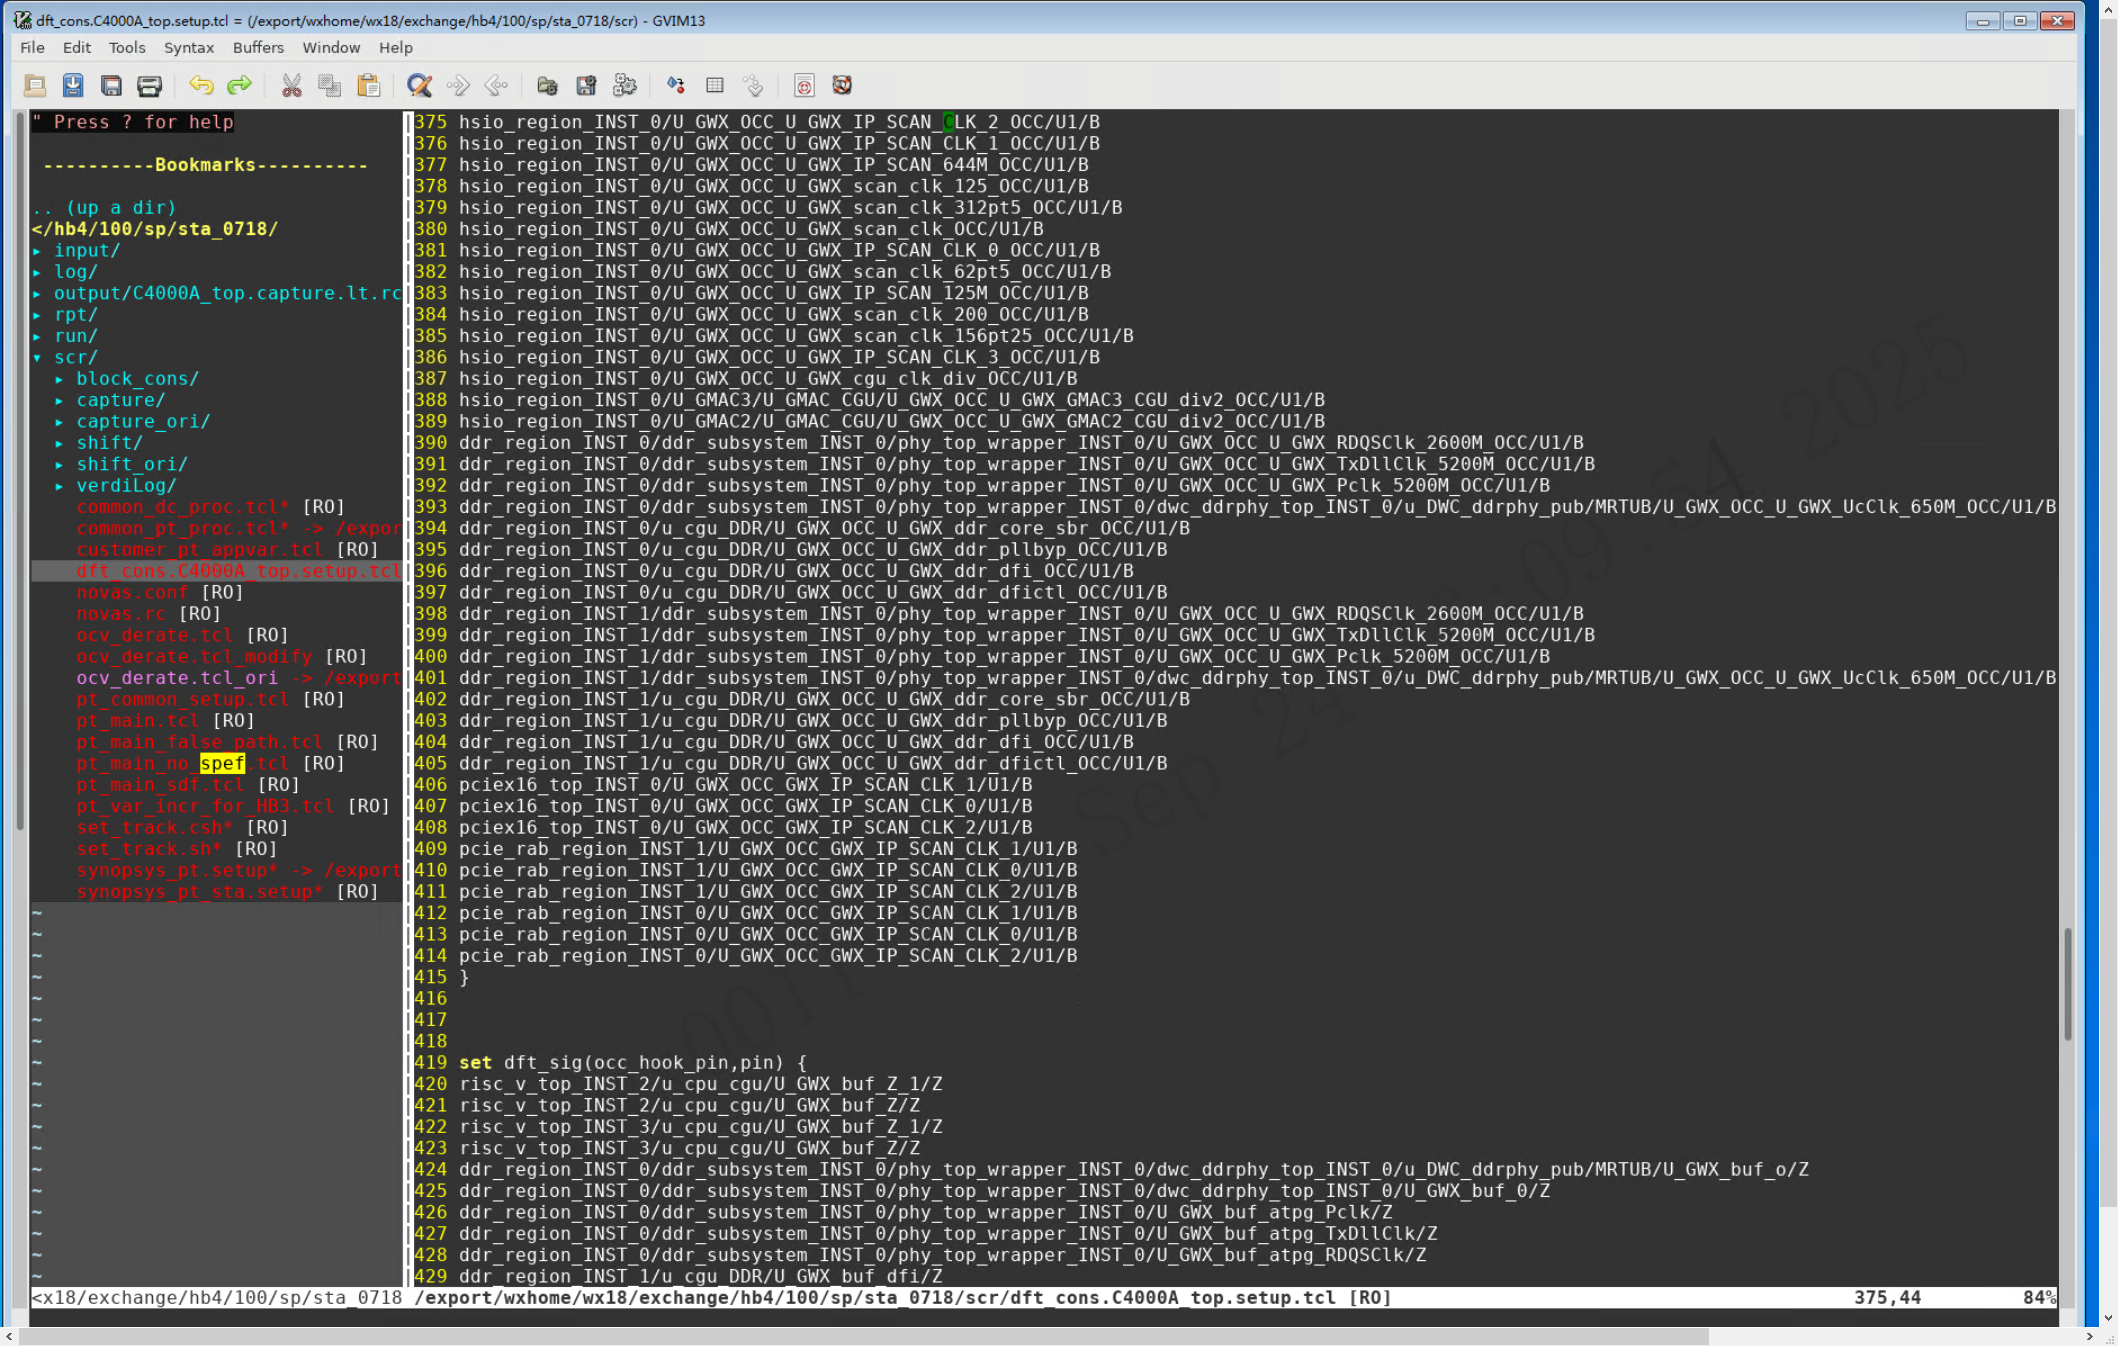 dft_cons.C4000A_top.setup.tcl = (/export/wxhome/wx18/exchange/hb4/100/sp/sta_0718/scr) - GVIM13
File Edit Tools Syntax Buffers Window Help
" Press ? for help
----------Bookmarks----------
.. (up a dir)
</hb4/100/sp/sta_0718/
▸ input/
▸ log/
▸ output/C4000A_top.capture.lt.rc
▸ rpt/
▸ run/
▾ scr/
▸ block_cons/
▸ capture/
▸ capture_ori/
▸ shift/
▸ shift_ori/
▸ verdiLog/
common_dc_proc.tcl* [RO]
common_pt_proc.tcl* -> /expor
customer_pt_appvar.tcl [RO]
dft_cons.C4000A_top.setup.tcl
novas.conf [RO]
novas.rc [RO]
ocv_derate.tcl [RO]
ocv_derate.tcl_modify [RO]
ocv_derate.tcl_ori -> /export
pt_common_setup.tcl [RO]
pt_main.tcl [RO]
pt_main_false_path.tcl [RO]
pt_main_no_spef.tcl [RO]
pt_main_sdf.tcl [RO]
pt_var_incr_for_HB3.tcl [RO]
set_track.csh* [RO]
set_track.sh* [RO]
synopsys_pt.setup* -> /export
synopsys_pt_sta.setup* [RO]
375 hsio_region_INST_0/U_GWX_OCC_U_GWX_IP_SCAN_CLK_2_OCC/U1/B
376 hsio_region_INST_0/U_GWX_OCC_U_GWX_IP_SCAN_CLK_1_OCC/U1/B
377 hsio_region_INST_0/U_GWX_OCC_U_GWX_IP_SCAN_644M_OCC/U1/B
378 hsio_region_INST_0/U_GWX_OCC_U_GWX_scan_clk_125_OCC/U1/B
379 hsio_region_INST_0/U_GWX_OCC_U_GWX_scan_clk_312pt5_OCC/U1/B
380 hsio_region_INST_0/U_GWX_OCC_U_GWX_scan_clk_OCC/U1/B
381 hsio_region_INST_0/U_GWX_OCC_U_GWX_IP_SCAN_CLK_0_OCC/U1/B
382 hsio_region_INST_0/U_GWX_OCC_U_GWX_scan_clk_62pt5_OCC/U1/B
383 hsio_region_INST_0/U_GWX_OCC_U_GWX_IP_SCAN_125M_OCC/U1/B
384 hsio_region_INST_0/U_GWX_OCC_U_GWX_scan_clk_200_OCC/U1/B
385 hsio_region_INST_0/U_GWX_OCC_U_GWX_scan_clk_156pt25_OCC/U1/B
386 hsio_region_INST_0/U_GWX_OCC_U_GWX_IP_SCAN_CLK_3_OCC/U1/B
387 hsio_region_INST_0/U_GWX_OCC_U_GWX_cgu_clk_div_OCC/U1/B
388 hsio_region_INST_0/U_GMAC3/U_GMAC_CGU/U_GWX_OCC_U_GWX_GMAC3_CGU_div2_OCC/U1/B
389 hsio_region_INST_0/U_GMAC2/U_GMAC_CGU/U_GWX_OCC_U_GWX_GMAC2_CGU_div2_OCC/U1/B
390 ddr_region_INST_0/ddr_subsystem_INST_0/phy_top_wrapper_INST_0/U_GWX_OCC_U_GWX_RDQSClk_2600M_OCC/U1/B
391 ddr_region_INST_0/ddr_subsystem_INST_0/phy_top_wrapper_INST_0/U_GWX_OCC_U_GWX_TxDllClk_5200M_OCC/U1/B
392 ddr_region_INST_0/ddr_subsystem_INST_0/phy_top_wrapper_INST_0/U_GWX_OCC_U_GWX_Pclk_5200M_OCC/U1/B
393 ddr_region_INST_0/ddr_subsystem_INST_0/phy_top_wrapper_INST_0/dwc_ddrphy_top_INST_0/u_DWC_ddrphy_pub/MRTUB/U_GWX_OCC_U_GWX_UcClk_650M_OCC/U1/B
394 ddr_region_INST_0/u_cgu_DDR/U_GWX_OCC_U_GWX_ddr_core_sbr_OCC/U1/B
395 ddr_region_INST_0/u_cgu_DDR/U_GWX_OCC_U_GWX_ddr_pllbyp_OCC/U1/B
396 ddr_region_INST_0/u_cgu_DDR/U_GWX_OCC_U_GWX_ddr_dfi_OCC/U1/B
397 ddr_region_INST_0/u_cgu_DDR/U_GWX_OCC_U_GWX_ddr_dfictl_OCC/U1/B
398 ddr_region_INST_1/ddr_subsystem_INST_0/phy_top_wrapper_INST_0/U_GWX_OCC_U_GWX_RDQSClk_2600M_OCC/U1/B
399 ddr_region_INST_1/ddr_subsystem_INST_0/phy_top_wrapper_INST_0/U_GWX_OCC_U_GWX_TxDllClk_5200M_OCC/U1/B
400 ddr_region_INST_1/ddr_subsystem_INST_0/phy_top_wrapper_INST_0/U_GWX_OCC_U_GWX_Pclk_5200M_OCC/U1/B
401 ddr_region_INST_1/ddr_subsystem_INST_0/phy_top_wrapper_INST_0/dwc_ddrphy_top_INST_0/u_DWC_ddrphy_pub/MRTUB/U_GWX_OCC_U_GWX_UcClk_650M_OCC/U1/B
402 ddr_region_INST_1/u_cgu_DDR/U_GWX_OCC_U_GWX_ddr_core_sbr_OCC/U1/B
403 ddr_region_INST_1/u_cgu_DDR/U_GWX_OCC_U_GWX_ddr_pllbyp_OCC/U1/B
404 ddr_region_INST_1/u_cgu_DDR/U_GWX_OCC_U_GWX_ddr_dfi_OCC/U1/B
405 ddr_region_INST_1/u_cgu_DDR/U_GWX_OCC_U_GWX_ddr_dfictl_OCC/U1/B
406 pciex16_top_INST_0/U_GWX_OCC_GWX_IP_SCAN_CLK_1/U1/B
407 pciex16_top_INST_0/U_GWX_OCC_GWX_IP_SCAN_CLK_0/U1/B
408 pciex16_top_INST_0/U_GWX_OCC_GWX_IP_SCAN_CLK_2/U1/B
409 pcie_rab_region_INST_1/U_GWX_OCC_GWX_IP_SCAN_CLK_1/U1/B
410 pcie_rab_region_INST_1/U_GWX_OCC_GWX_IP_SCAN_CLK_0/U1/B
411 pcie_rab_region_INST_1/U_GWX_OCC_GWX_IP_SCAN_CLK_2/U1/B
412 pcie_rab_region_INST_0/U_GWX_OCC_GWX_IP_SCAN_CLK_1/U1/B
413 pcie_rab_region_INST_0/U_GWX_OCC_GWX_IP_SCAN_CLK_0/U1/B
414 pcie_rab_region_INST_0/U_GWX_OCC_GWX_IP_SCAN_CLK_2/U1/B
415 }
416
417
418
419 set dft_sig(occ_hook_pin,pin) {
420 risc_v_top_INST_2/u_cpu_cgu/U_GWX_buf_Z_1/Z
421 risc_v_top_INST_2/u_cpu_cgu/U_GWX_buf_Z/Z
422 risc_v_top_INST_3/u_cpu_cgu/U_GWX_buf_Z_1/Z
423 risc_v_top_INST_3/u_cpu_cgu/U_GWX_buf_Z/Z
424 ddr_region_INST_0/ddr_subsystem_INST_0/phy_top_wrapper_INST_0/dwc_ddrphy_top_INST_0/u_DWC_ddrphy_pub/MRTUB/U_GWX_buf_o/Z
425 ddr_region_INST_0/ddr_subsystem_INST_0/phy_top_wrapper_INST_0/dwc_ddrphy_top_INST_0/U_GWX_buf_0/Z
426 ddr_region_INST_0/ddr_subsystem_INST_0/phy_top_wrapper_INST_0/U_GWX_buf_atpg_Pclk/Z
427 ddr_region_INST_0/ddr_subsystem_INST_0/phy_top_wrapper_INST_0/U_GWX_buf_atpg_TxDllClk/Z
428 ddr_region_INST_0/ddr_subsystem_INST_0/phy_top_wrapper_INST_0/U_GWX_buf_atpg_RDQSClk/Z
429 ddr_region_INST_1/u_cgu_DDR/U_GWX_buf_dfi/Z
<x18/exchange/hb4/100/sp/sta_0718 /export/wxhome/wx18/exchange/hb4/100/sp/sta_0718/scr/dft_cons.C4000A_top.setup.tcl [RO] 375,44 84%